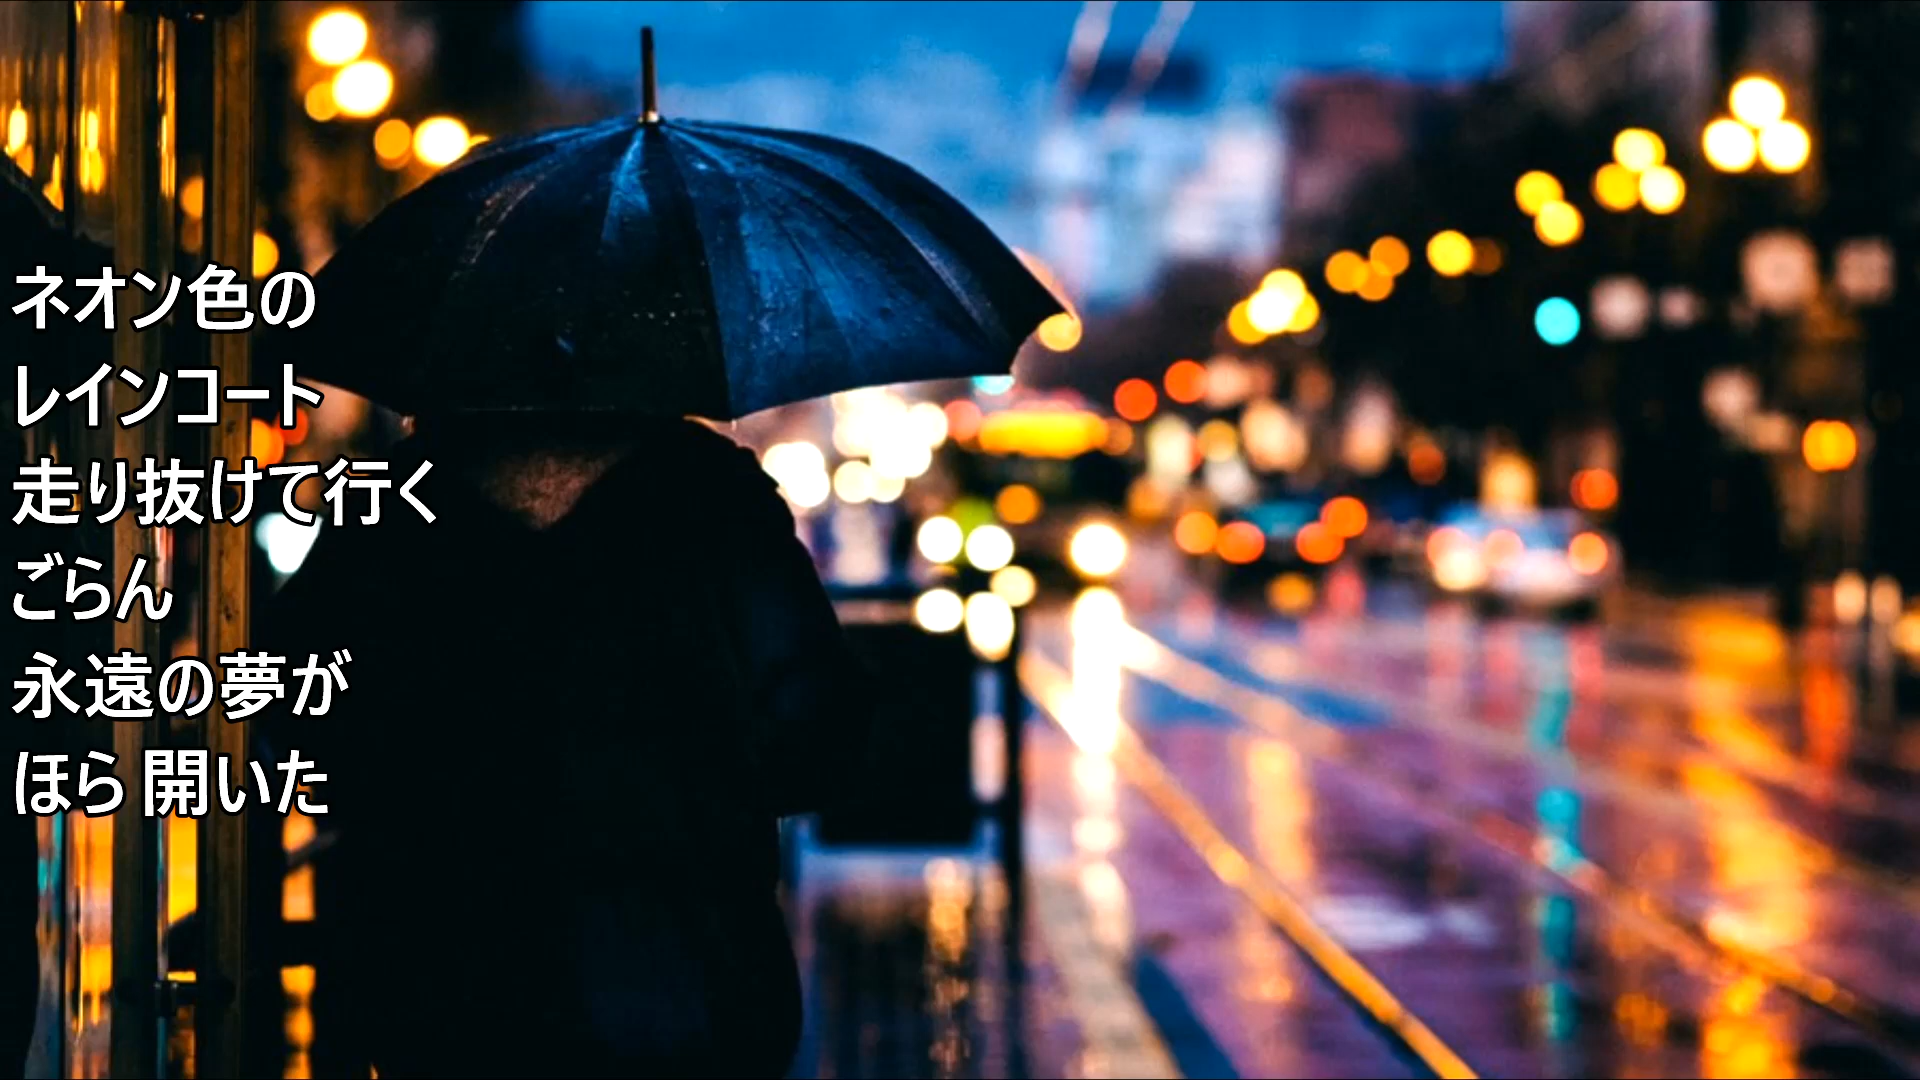 ネオン色の
レインコート
走り抜けて行く
ごらん
永遠の夢が
ほら 開いた